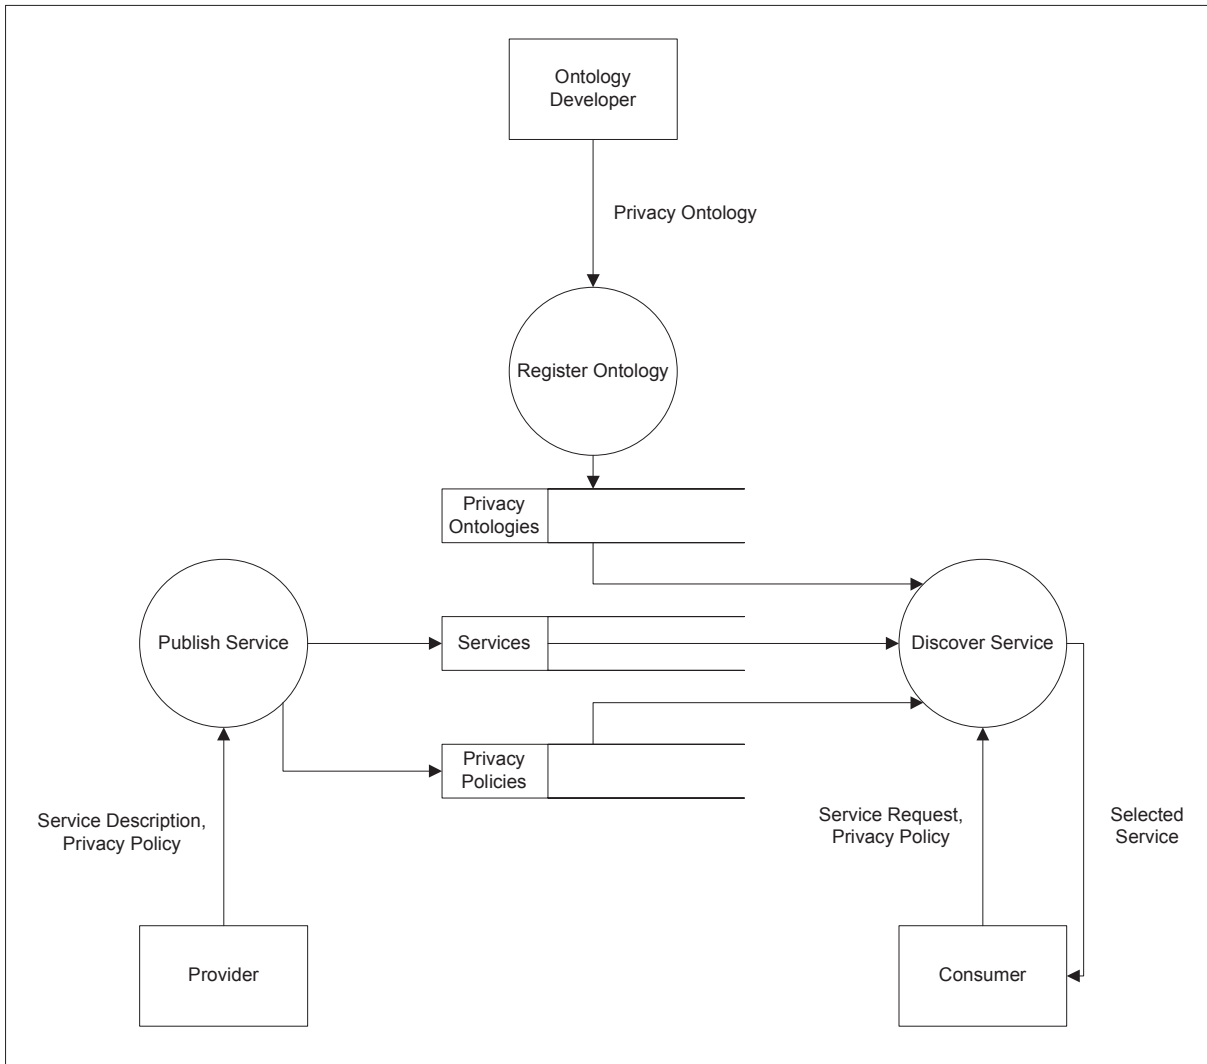 Ontology
Developer
Privacy Ontology
Register Ontology
Privacy
Ontologies
Publish Service
Services
Discover Service
Privacy
Policies
Service Description,
Privacy Policy
Service Request,
Privacy Policy
Selected
Service
Provider
Consumer